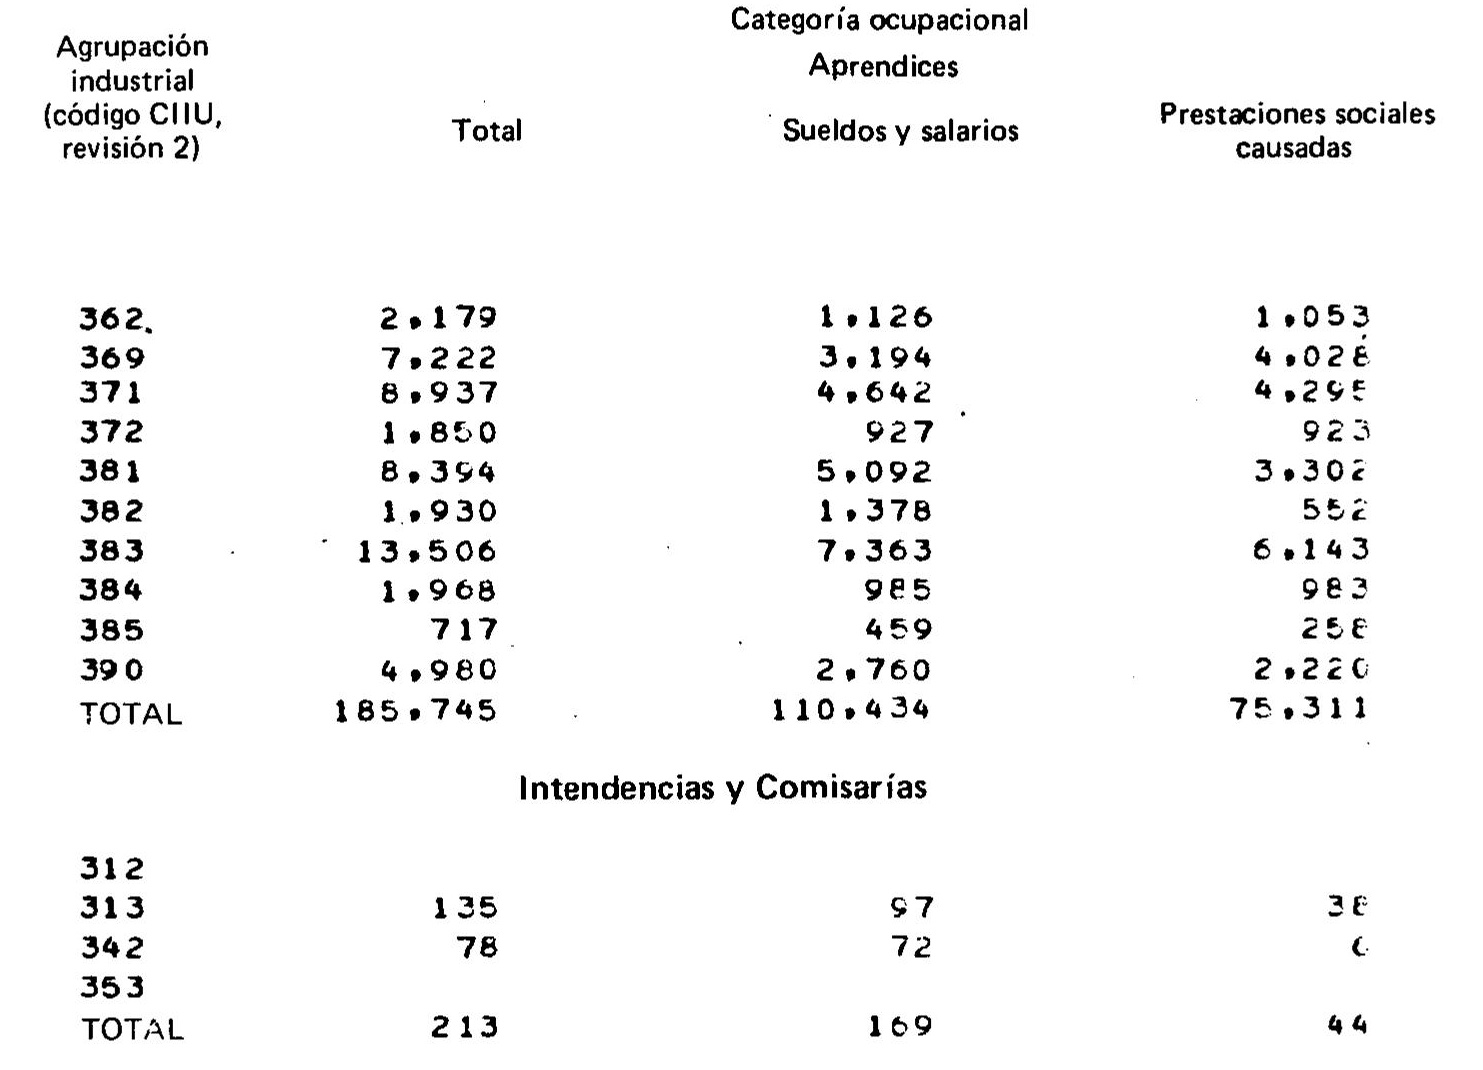 Categoría ocupacional
Agrupación
industrial
(código CIIU,
revisión 2)
Aprendices
Total Sueldos y salarios Prestaciones sociales
causadas
362. 2.179 1.126 1.053
369 7.222 3.194 4.028
371 8.937 4.642 4.295
372 1.850 927 923
381 8.394 5.092 3.302
382 1.930 1.378 552
383 13.506 7.363 6.143
384 1.968 985 983
385 717 459 258
390 4.980 2.760 2.220
TOTAL 185.745 110.434 75.311
Intendencias y Comisarías
312
313 135 97 38
342 78 72 6
353
TOTAL 213 169 44